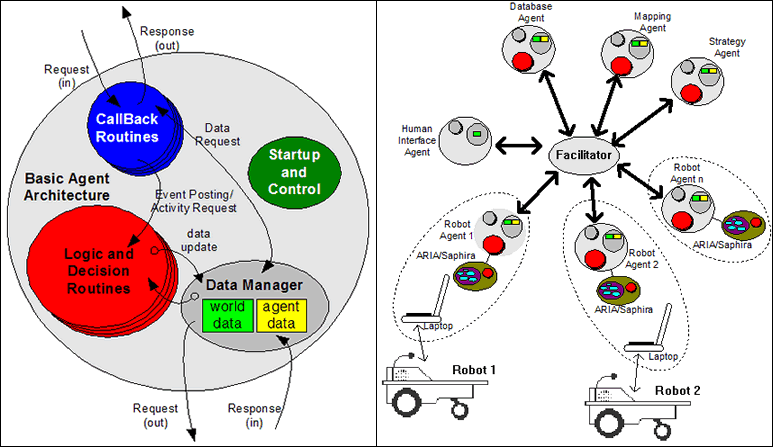 Response
(out)
Request
(in)
CallBack
Routines
Data
Request
Startup
and
Control
Basic Agent
Architecture
Event Posting/
Activity Request
data
update
Logic and
Decision
Routines
Data Manager
world
data
agent
data
Request
(out)
Response
(in)
Database
Agent
Mapping
Agent
Strategy
Agent
Human
Interface
Agent
Facilitator
Robot
Agent n
ARIA/Saphira
Robot
Agent 1
ARIA/Saphira
Robot
Agent 2
ARIA/Saphira
Laptop
Laptop
Robot 1
Robot 2